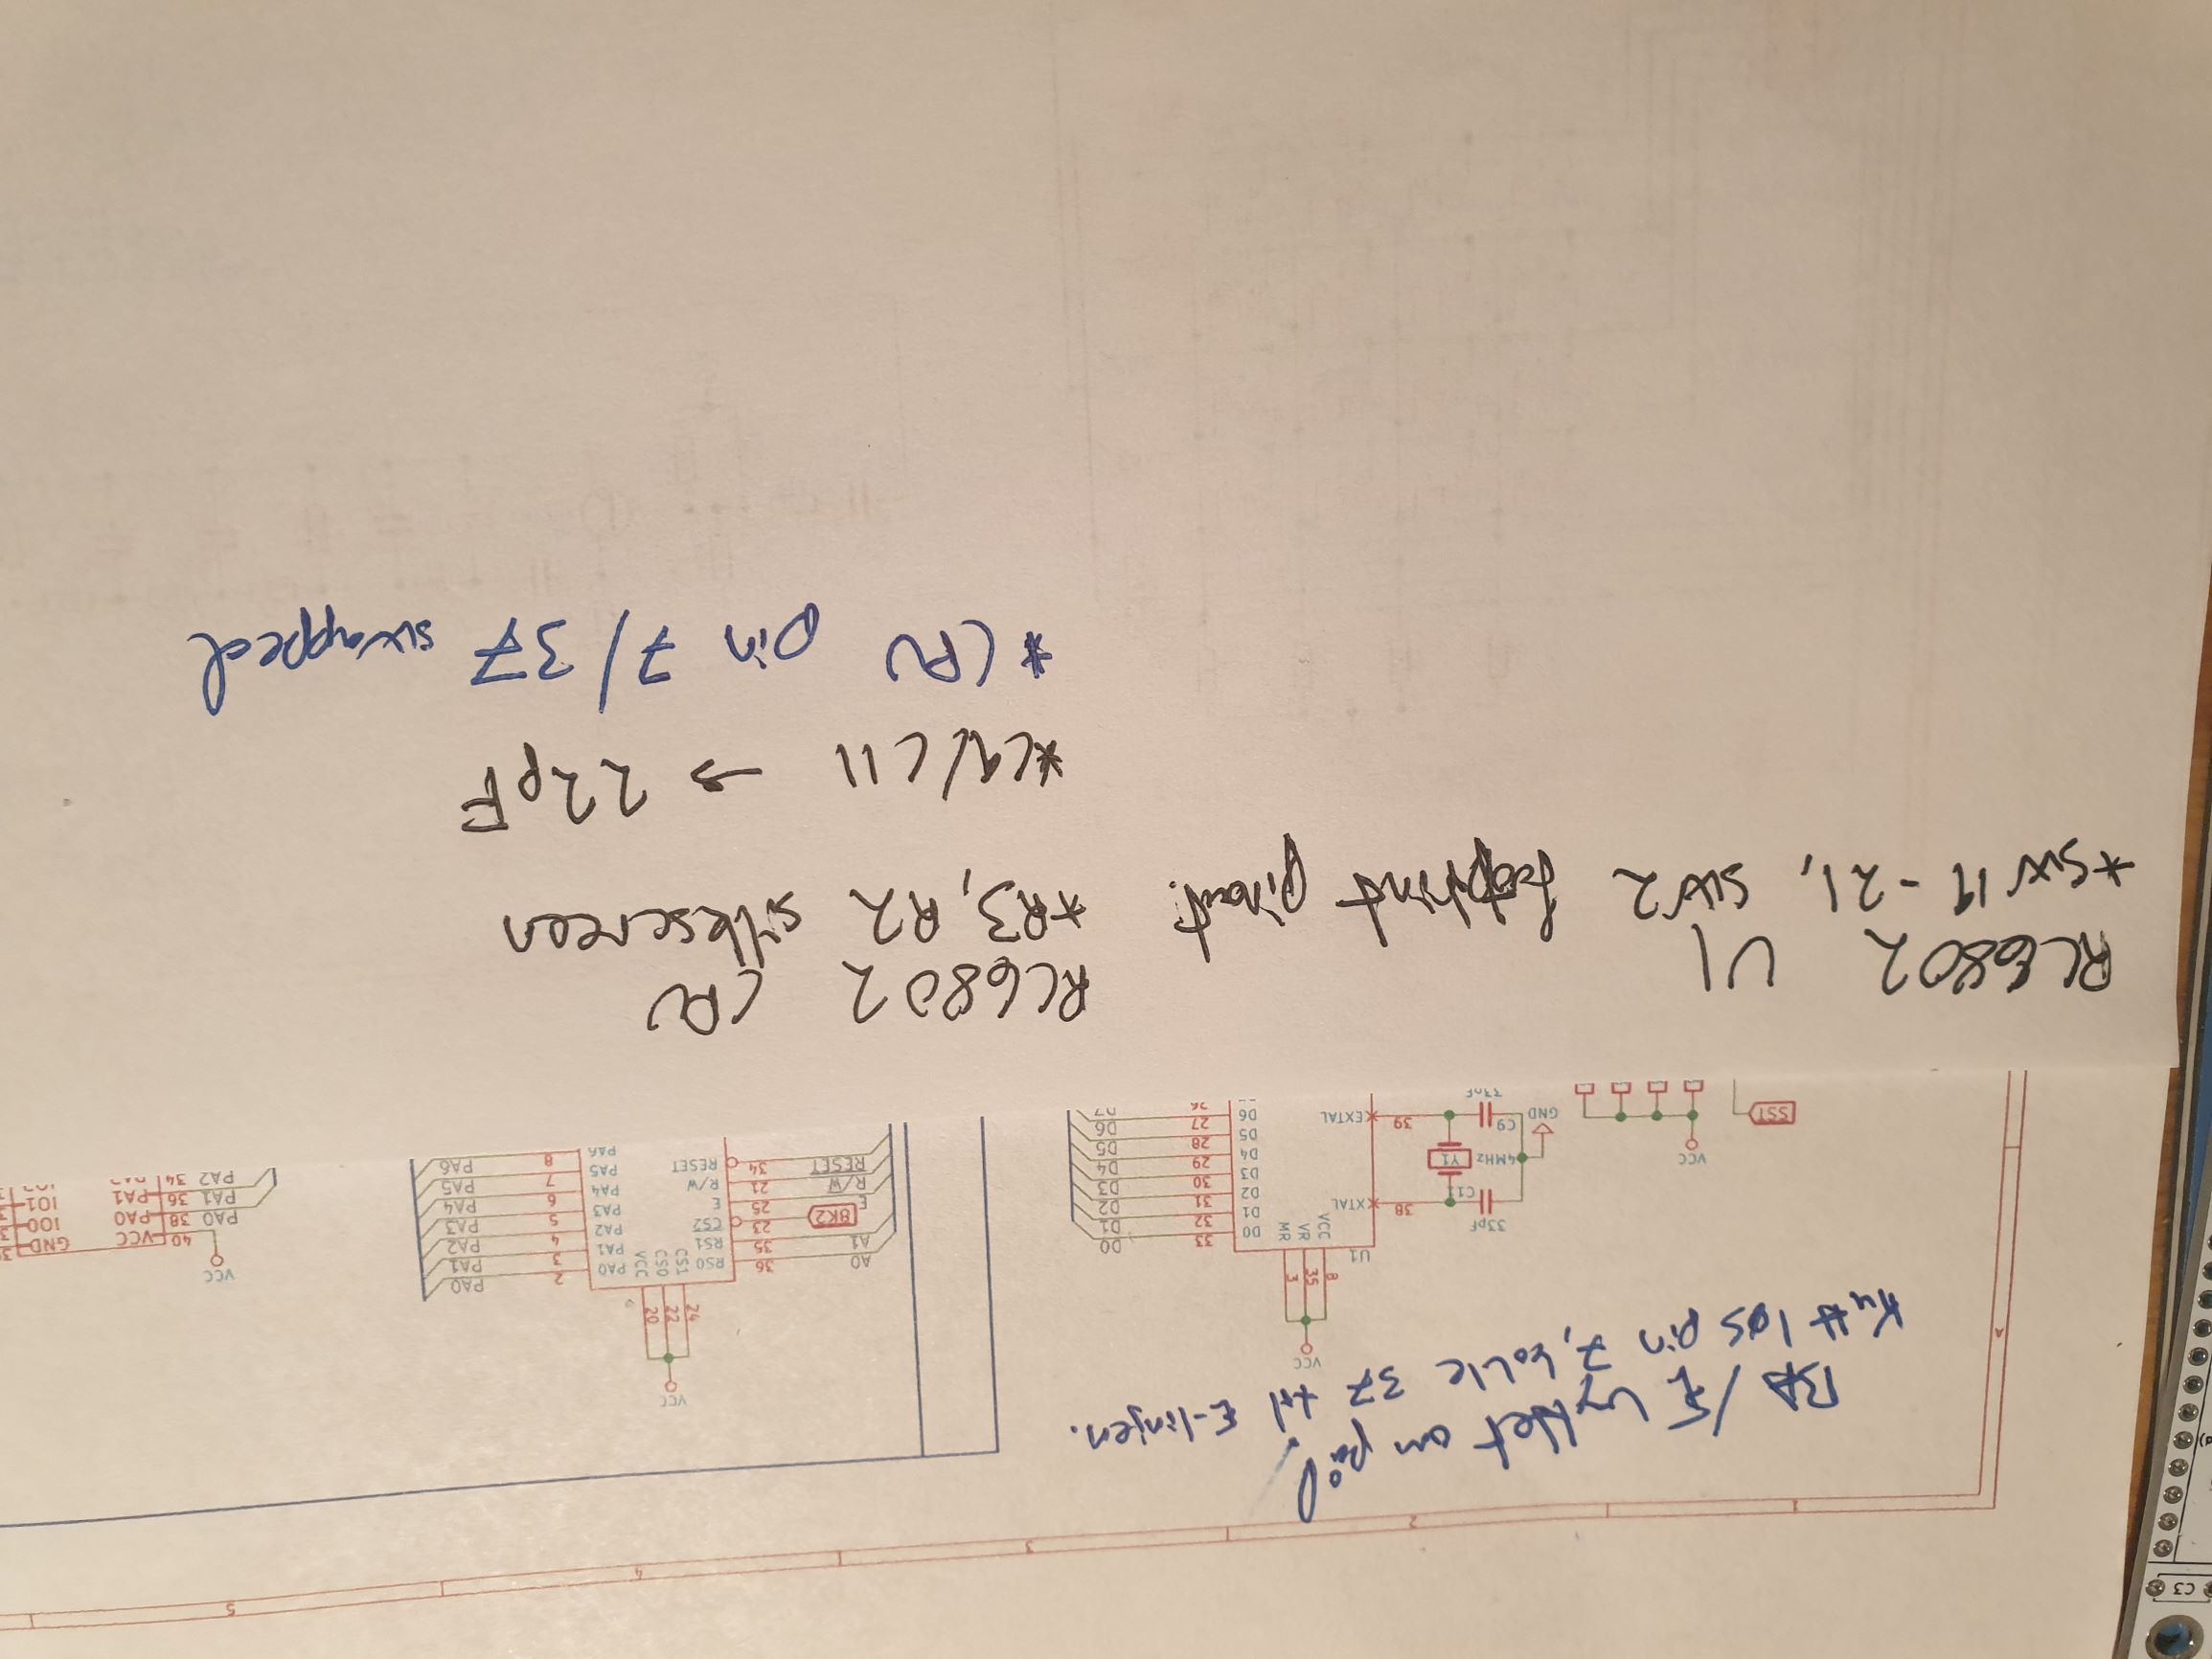 C3
1 2 3 4 5
A
BA/E byttet om på!
Kutt løs pin 7, koble 37 til E-linjen.
VCC
8 35 3
U1
VCC VR MR
33pF
C11
38 XTAL
4MHz Y1
GND
C9
39 EXTAL
33pF
VCC
SST
D0 33 D0
D1 32 D1
D2 31 D2
D3 30 D3
D4 29 D4
D5 28 D5
D6 27 D6
26 D7
VCC
24 22 20
CS1 CS0 VCC
A0 36 RS0
A1 35 RS1
8K2 23 CS2
E 25 E
R/W 21 R/W
RESET 34 RESET
PA0 2 PA0
PA1 3 PA1
PA2 4 PA2
PA3 5 PA3
PA4 6 PA4
PA5 7 PA5
PA6 8 PA6
VCC
40 VCC GND
PA0 38 PA0 IO0
PA1 36 PA1 IO1
PA2 34
RC6802 UI
*sw19-21, sw2 footprint pinout!
RC6802 CPU
*R3, R2 silkscreen
*C9/C11 → 22pF
*CPU pin 7/37 swapped